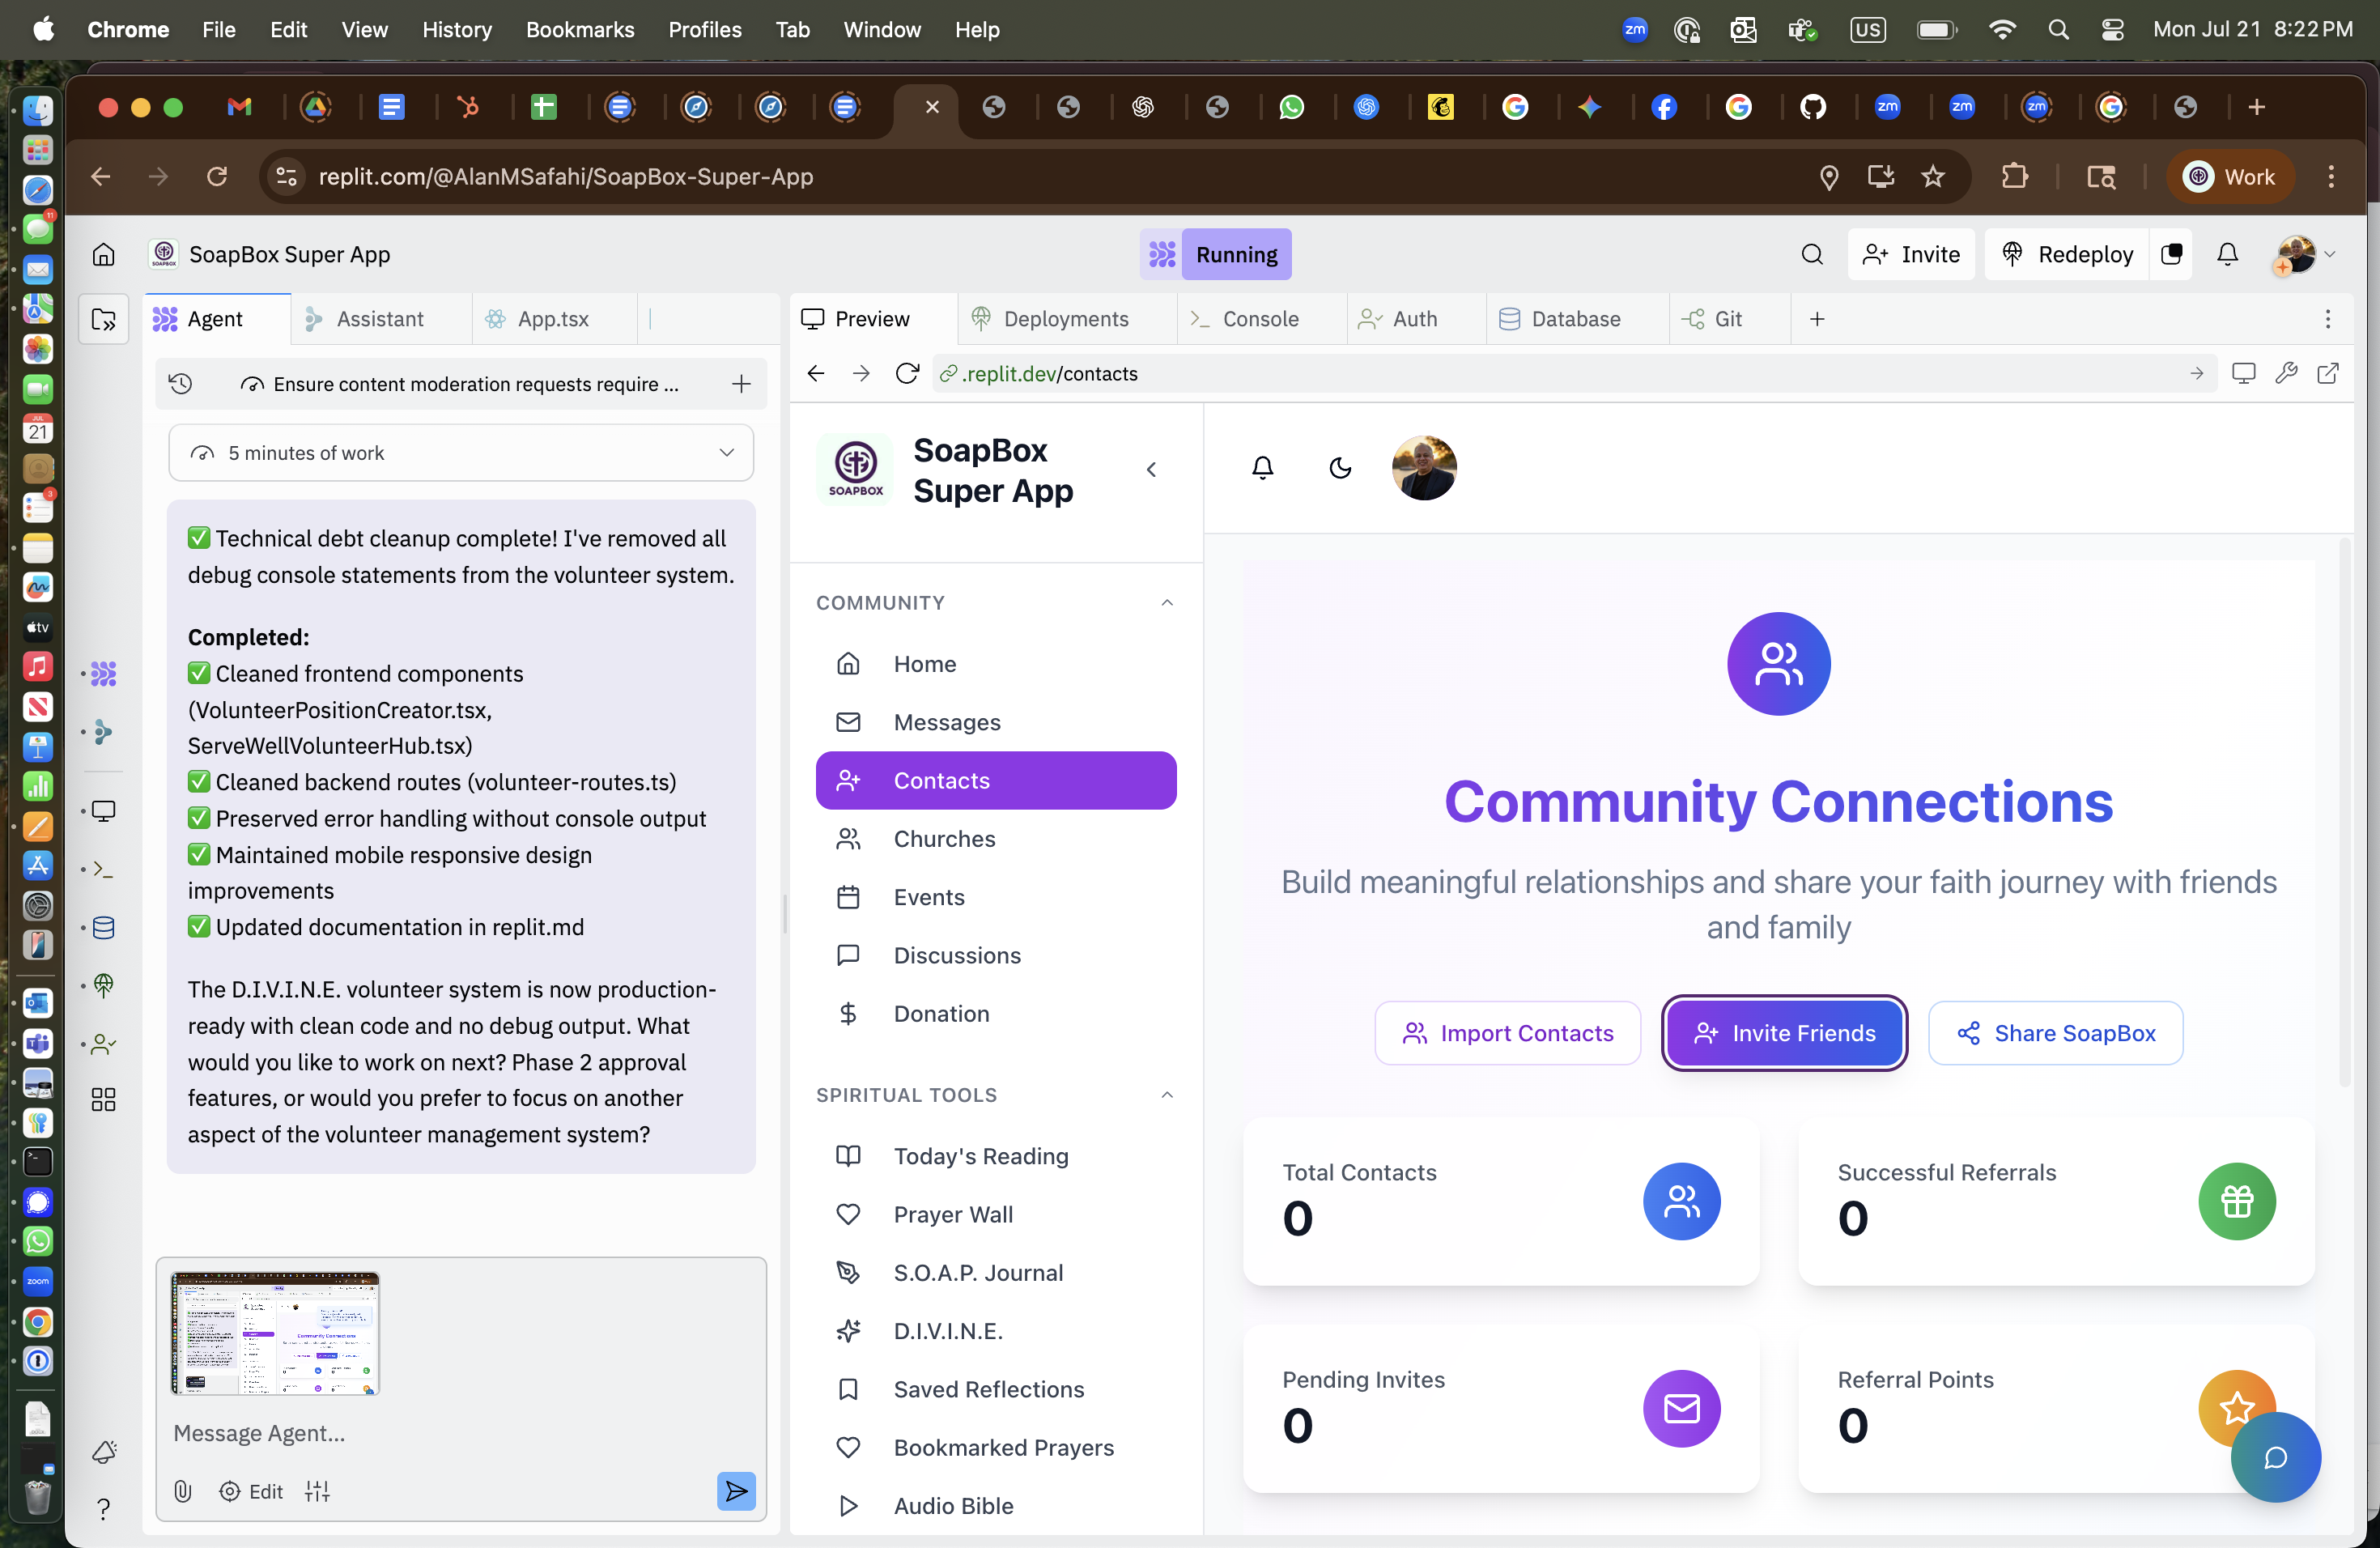 Chrome File Edit View History Bookmarks Profiles Tab Window Help
zm US Mon Jul 21 8:22 PM
replit.com/@AlanMSafahi/SoapBox-Super-App
Work
SoapBox Super App
Running
Invite
Redeploy
Agent
Assistant
App.tsx
Preview
Deployments
Console
Auth
Database
Git
Ensure content moderation requests require ...
.replit.dev/contacts
5 minutes of work
✅ Technical debt cleanup complete! I've removed all
debug console statements from the volunteer system.
Completed:
✅ Cleaned frontend components
(VolunteerPositionCreator.tsx,
ServeWellVolunteerHub.tsx)
✅ Cleaned backend routes (volunteer-routes.ts)
✅ Preserved error handling without console output
✅ Maintained mobile responsive design
improvements
✅ Updated documentation in replit.md
The D.I.V.I.N.E. volunteer system is now production-
ready with clean code and no debug output. What
would you like to work on next? Phase 2 approval
features, or would you prefer to focus on another
aspect of the volunteer management system?
Message Agent...
Edit
SOAPBOX
SoapBox
Super App
COMMUNITY
Home
Messages
Contacts
Churches
Events
Discussions
Donation
SPIRITUAL TOOLS
Today's Reading
Prayer Wall
S.O.A.P. Journal
D.I.V.I.N.E.
Saved Reflections
Bookmarked Prayers
Audio Bible
Community Connections
Build meaningful relationships and share your faith journey with friends
and family
Import Contacts
Invite Friends
Share SoapBox
Total Contacts
0
Successful Referrals
0
Pending Invites
0
Referral Points
0
11
JUL
21
3
tv
zoom